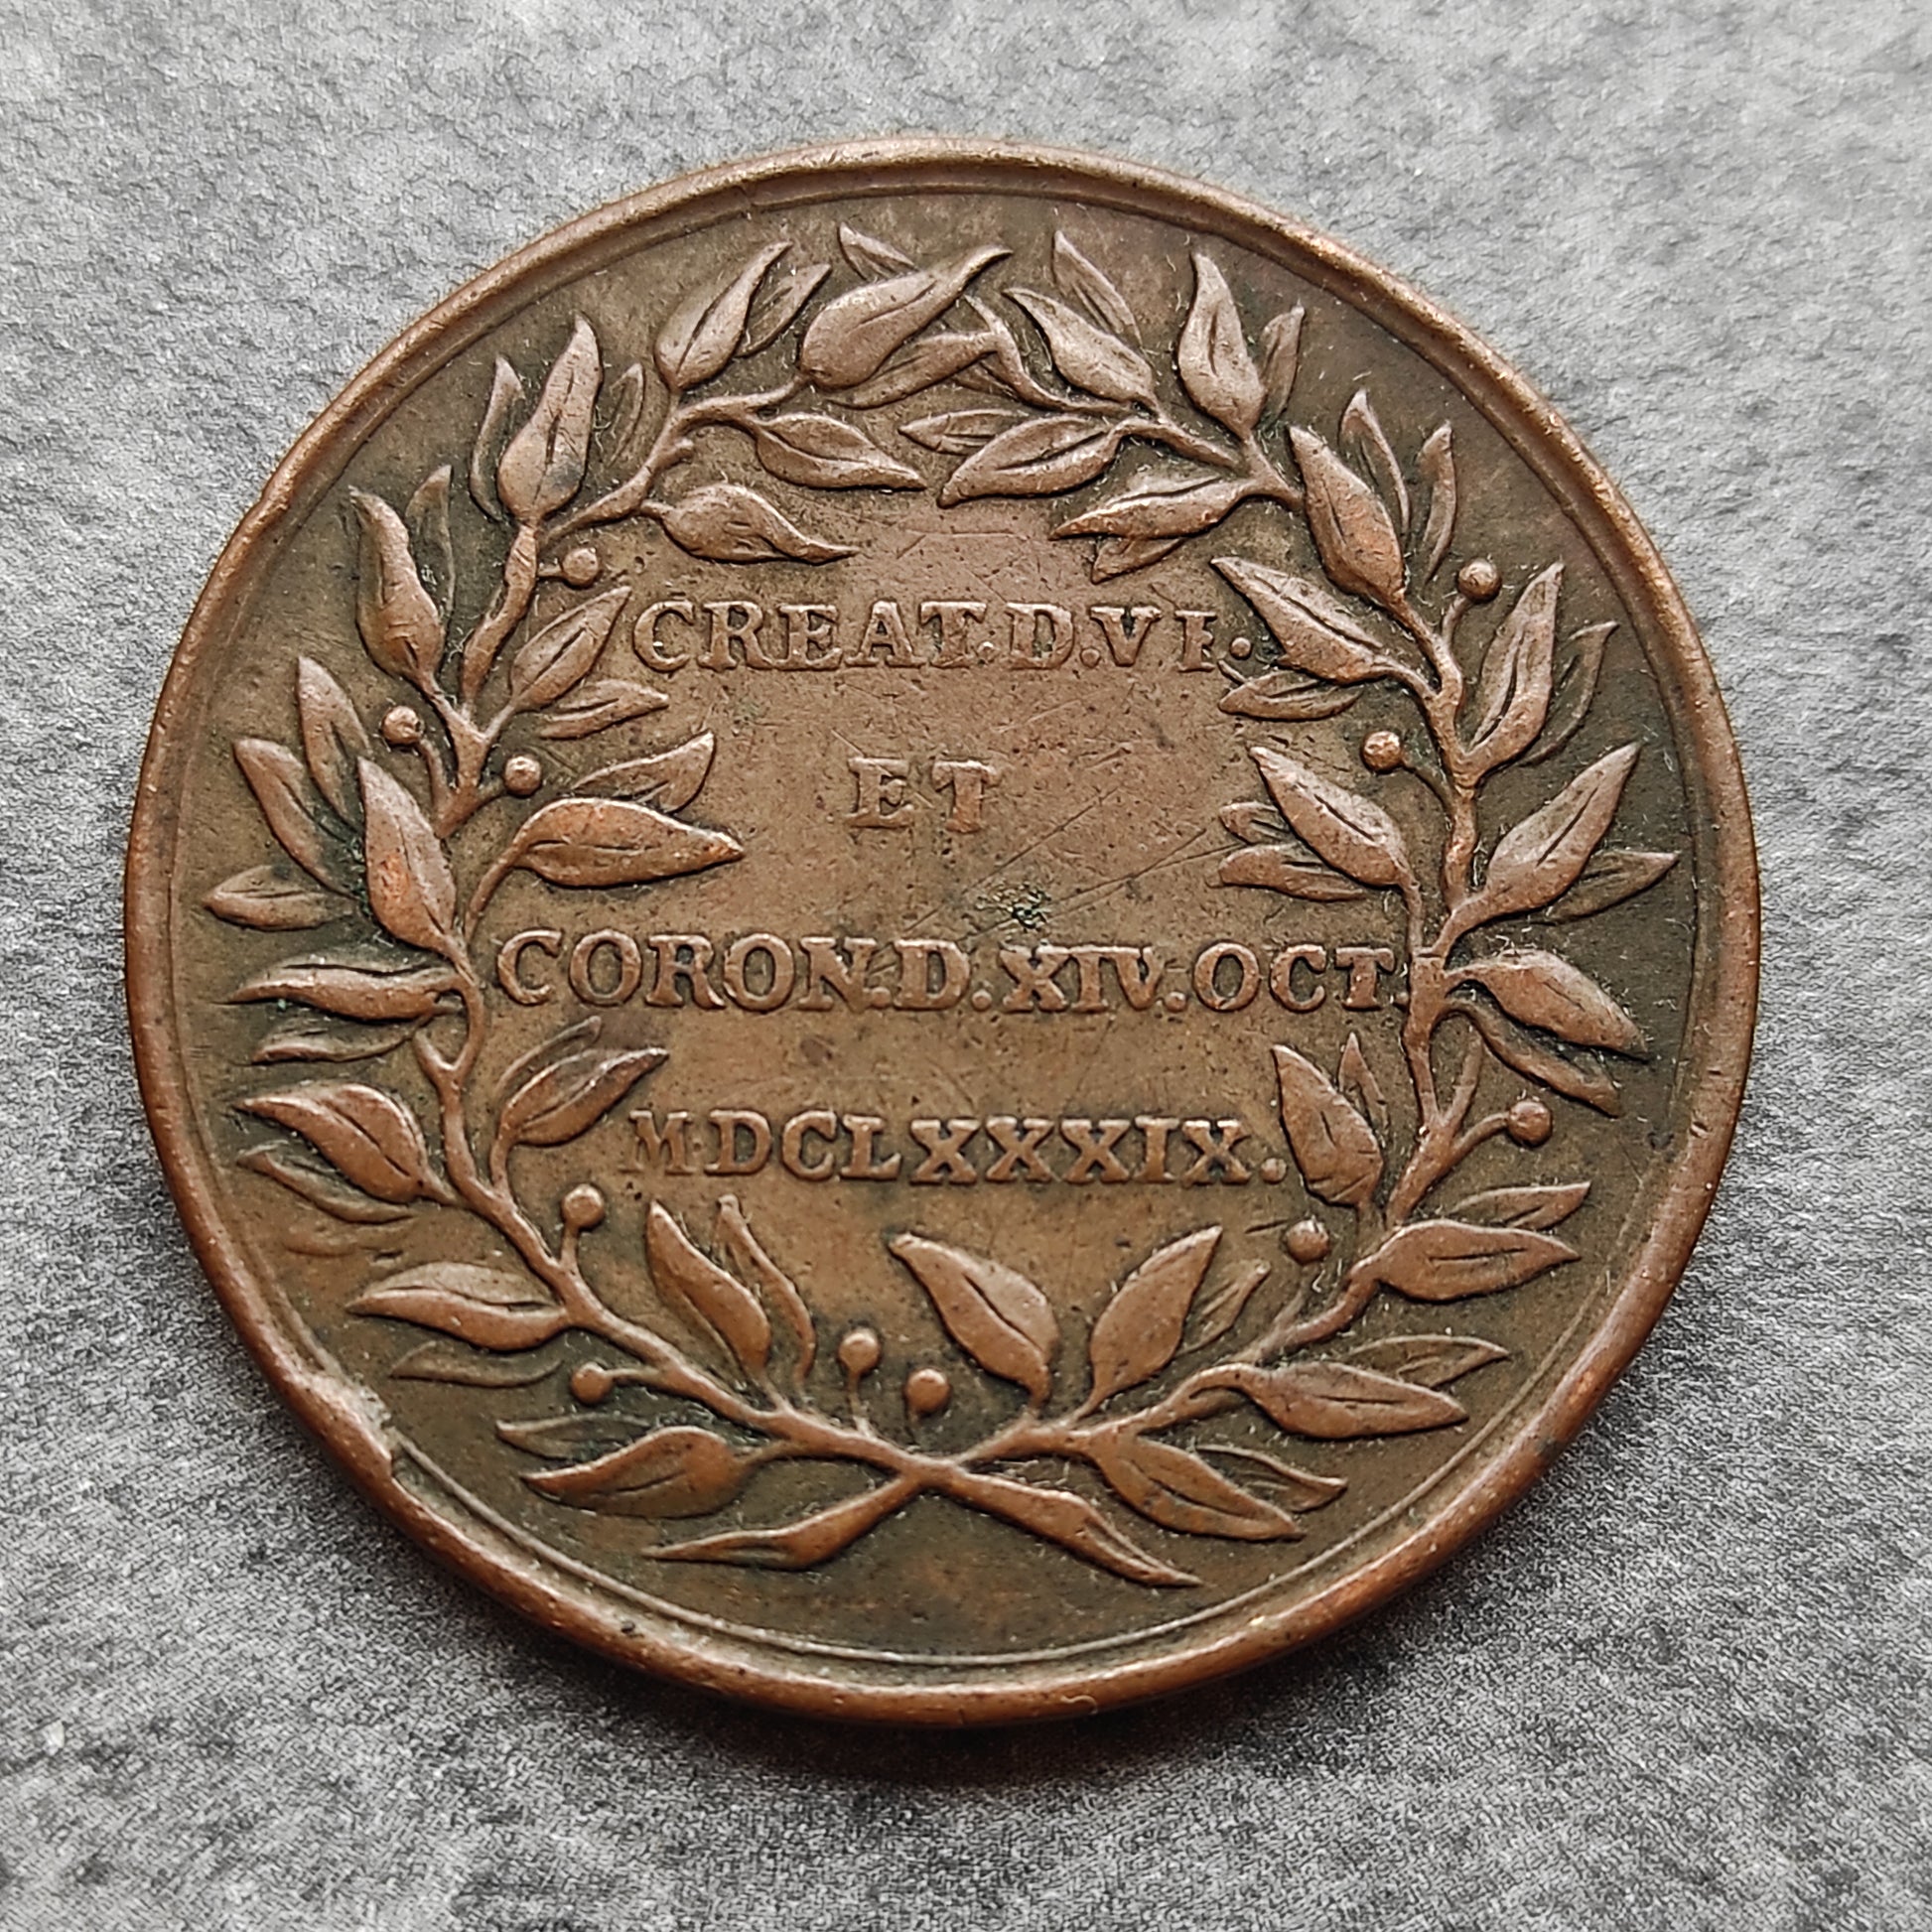 CREAT.D.VI.
ET
CORON.D.XIV.OCT.
MDCLXXXIX.